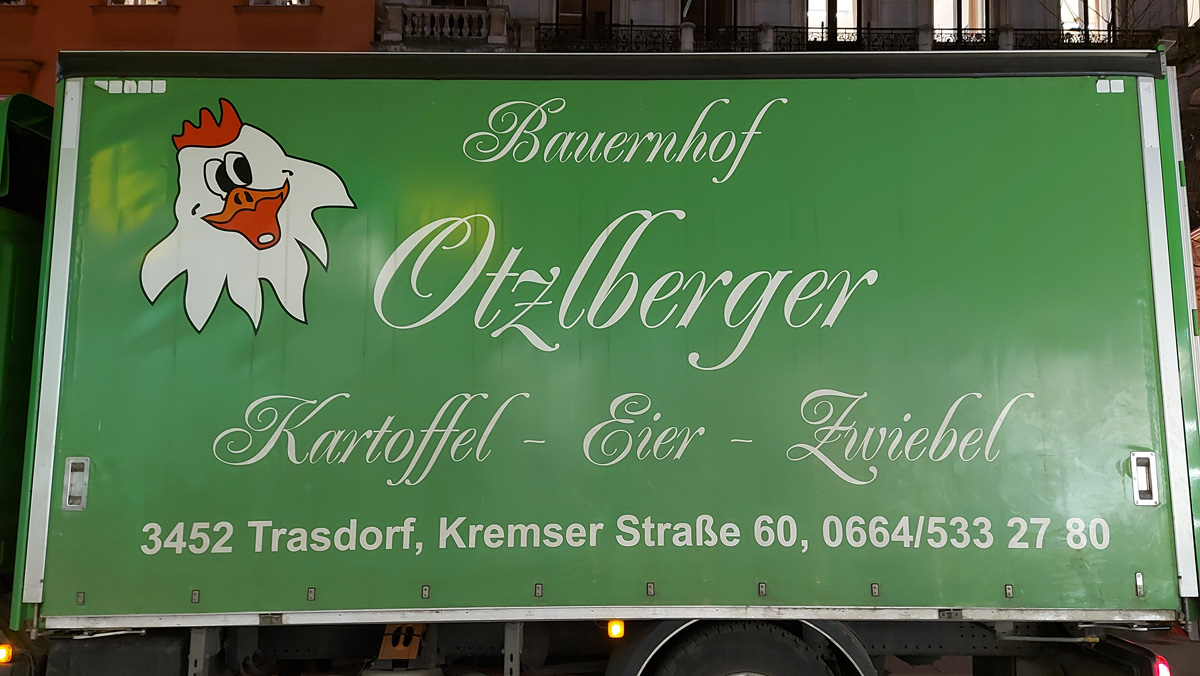 Bauernhof
Otzlberger
Kartoffel - Eier - Zwiebel
3452 Trasdorf, Kremser Straße 60, 0664/533 27 80